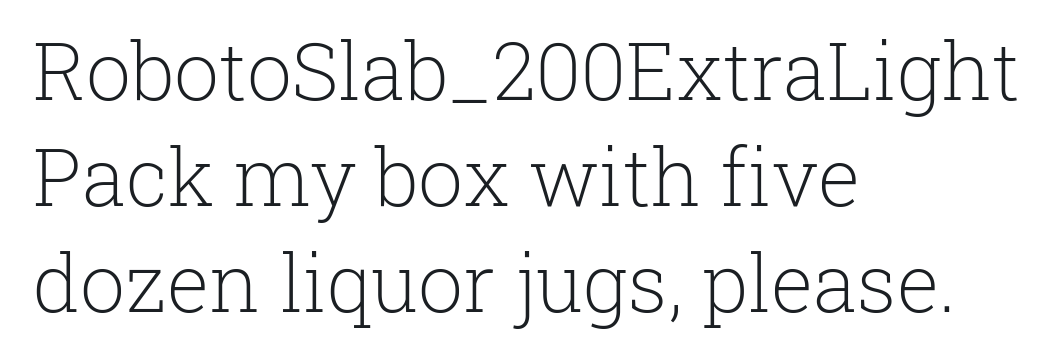 RobotoSlab_200ExtraLight
Pack my box with five
dozen liquor jugs, please.